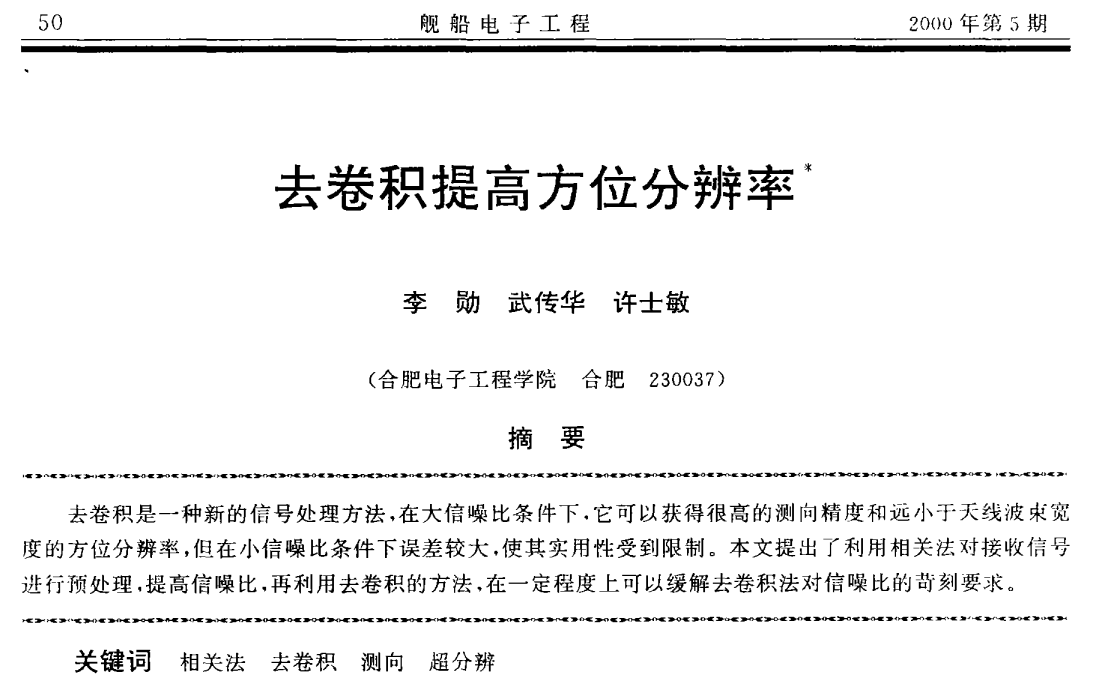 50 舰船电子工程 2000年第5期
去卷积提高方位分辨率*
李 勋 武传华 许士敏
(合肥电子工程学院 合肥 230037)
摘 要
去卷积是一种新的信号处理方法,在大信噪比条件下,它可以获得很高的测向精度和远小于天线波束宽
度的方位分辨率,但在小信噪比条件下误差较大,使其实用性受到限制。本文提出了利用相关法对接收信号
进行预处理,提高信噪比,再利用去卷积的方法,在一定程度上可以缓解去卷积法对信噪比的苛刻要求。
关键词 相关法 去卷积 测向 超分辨